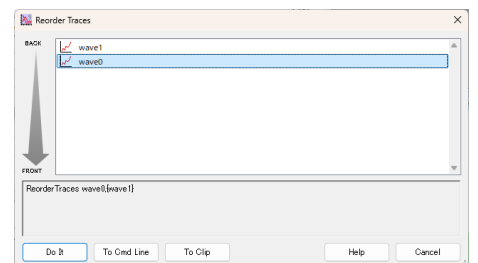 Reorder Traces
BACK
wave1
wave0
FRONT
ReorderTraces wave0,{wave1}
Do It
To Cmd Line
To Clip
Help
Cancel